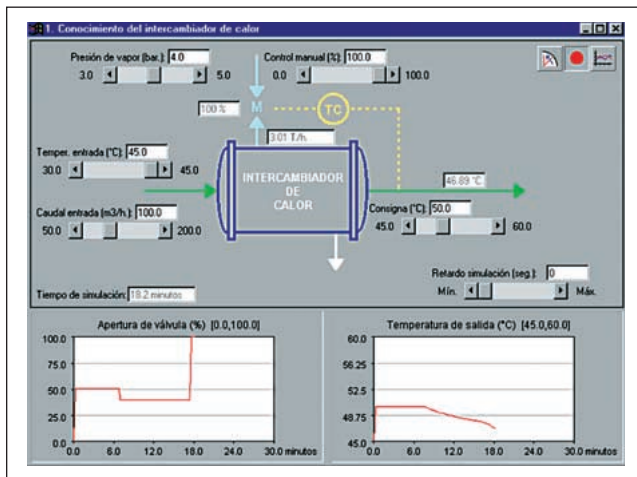 1. Conocimiento del intercambiador de calor
Presión de vapor (bar.): 4.0
3.0 5.0
Control manual (%): 100.0
0.0 100.0
100 %
M
TC
3.01 T/h.
Temper. entrada (°C): 45.0
30.0 45.0
INTERCAMBIADOR
DE
CALOR
46.89 °C
Caudal entrada (m3/h.): 100.0
50.0 200.0
Consigna (°C): 50.0
45.0 60.0
Retardo simulación (seg.): 0
Mín. Máx.
Tiempo de simulación: 18.2 minutos
Apertura de válvula (%) [0.0,100.0]
100.0
75.0
50.0
25.0
0.0
0.0 6.0 12.0 18.0 24.0 30.0 minutos
Temperatura de salida (°C) [45.0,60.0]
60.0
56.25
52.5
48.75
45.0
0.0 6.0 12.0 18.0 24.0 30.0 minutos